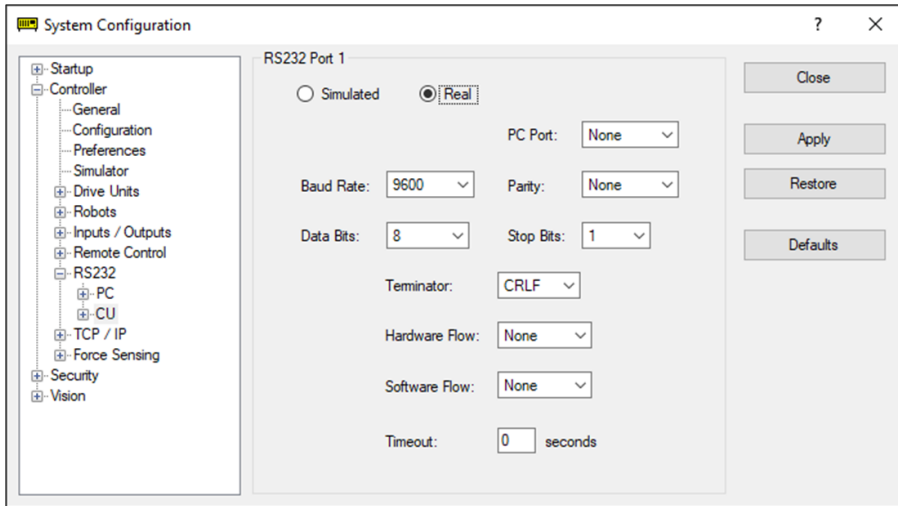 System Configuration
?
Startup
Controller
General
Configuration
Preferences
Simulator
Drive Units
Robots
Inputs / Outputs
Remote Control
RS232
PC
CU
TCP / IP
Force Sensing
Security
Vision
RS232 Port 1
Simulated Real
PC Port: None
Baud Rate: 9600 Parity: None
Data Bits: 8 Stop Bits: 1
Terminator: CRLF
Hardware Flow: None
Software Flow: None
Timeout: 0 seconds
Close
Apply
Restore
Defaults